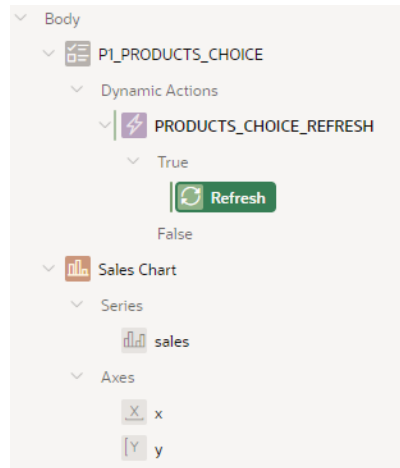 Body
P1_PRODUCTS_CHOICE
Dynamic Actions
PRODUCTS_CHOICE_REFRESH
True
Refresh
False
Sales Chart
Series
sales
Axes
x
y